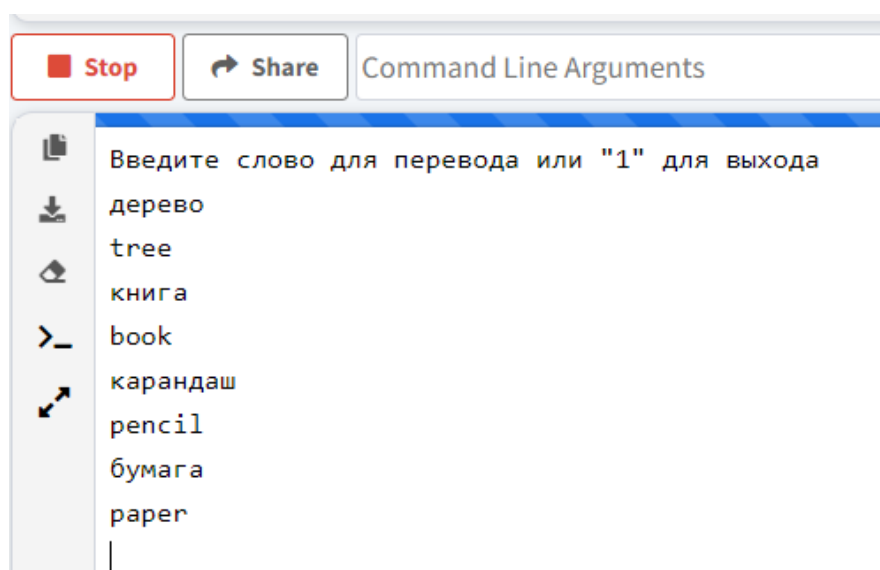 Stop
Share
Command Line Arguments
Введите слово для перевода или "1" для выхода
дерево
tree
книга
book
карандаш
pencil
бумага
paper